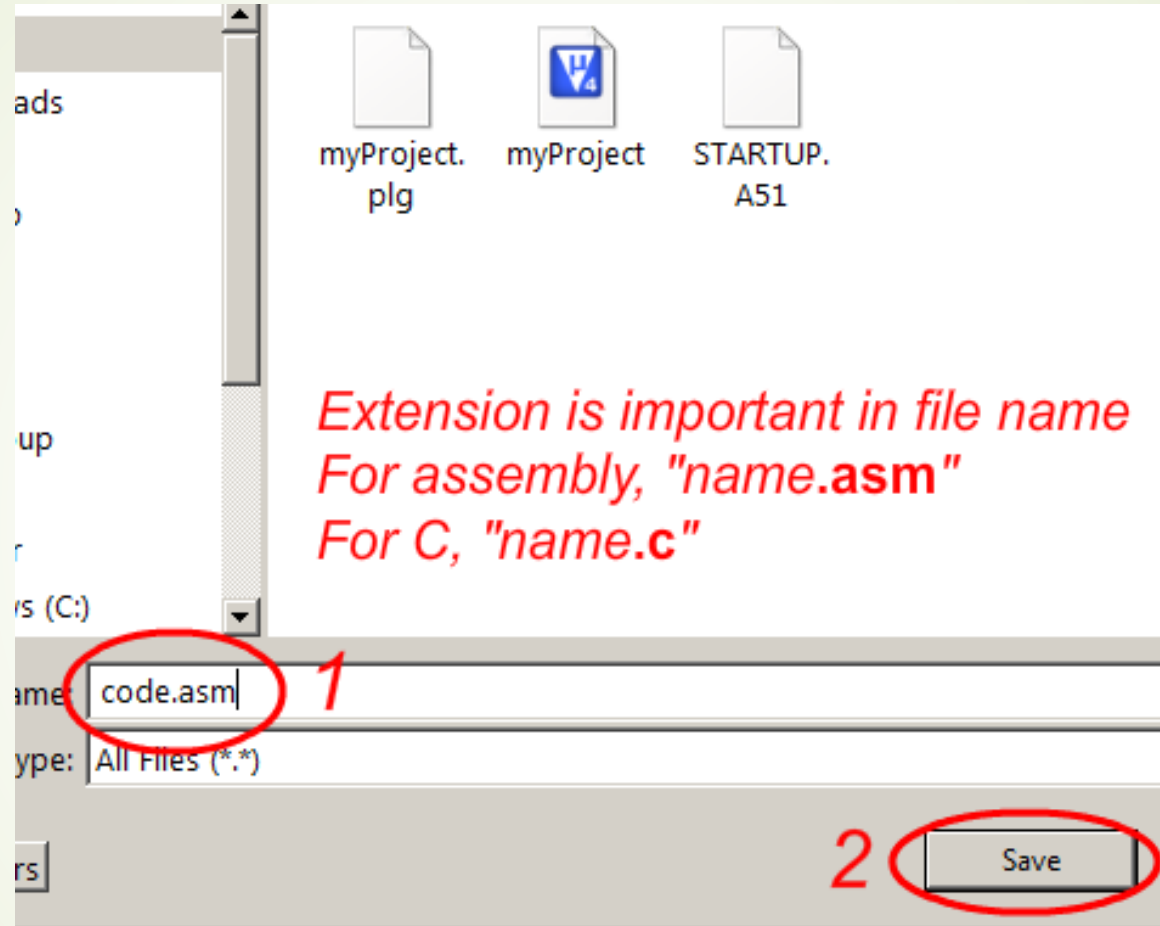 ads
myProject.
plg
myProject
STARTUP.
A51
up
Extension is important in file name
For assembly, "name.asm"
For C, "name.c"
r
/s (C:)
ame: code.asm 1
ype: All Files (*.*)
rs
2 Save